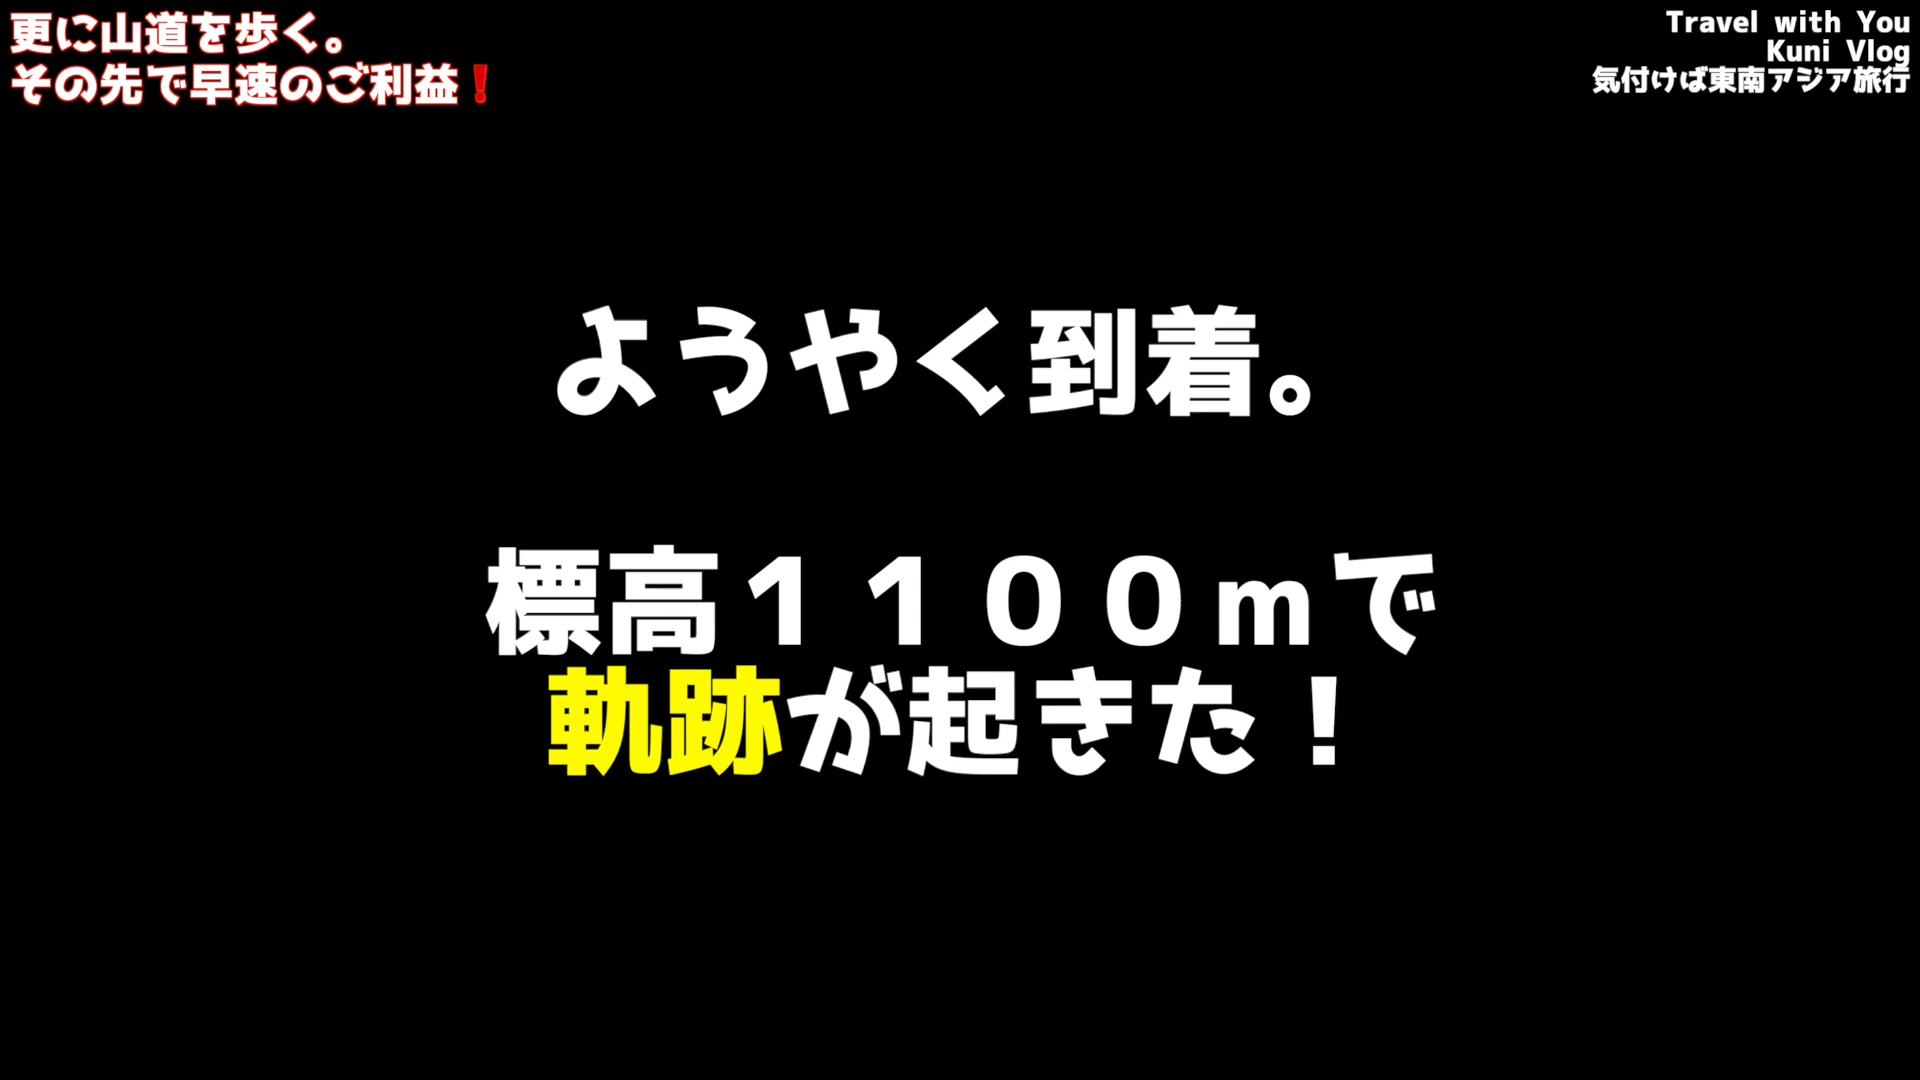 更に山道を歩く。
その先で早速のご利益❗
Travel with You
Kuni Vlog
気付けば東南アジア旅行
ようやく到着。
標高１１００ｍで
軌跡が起きた！